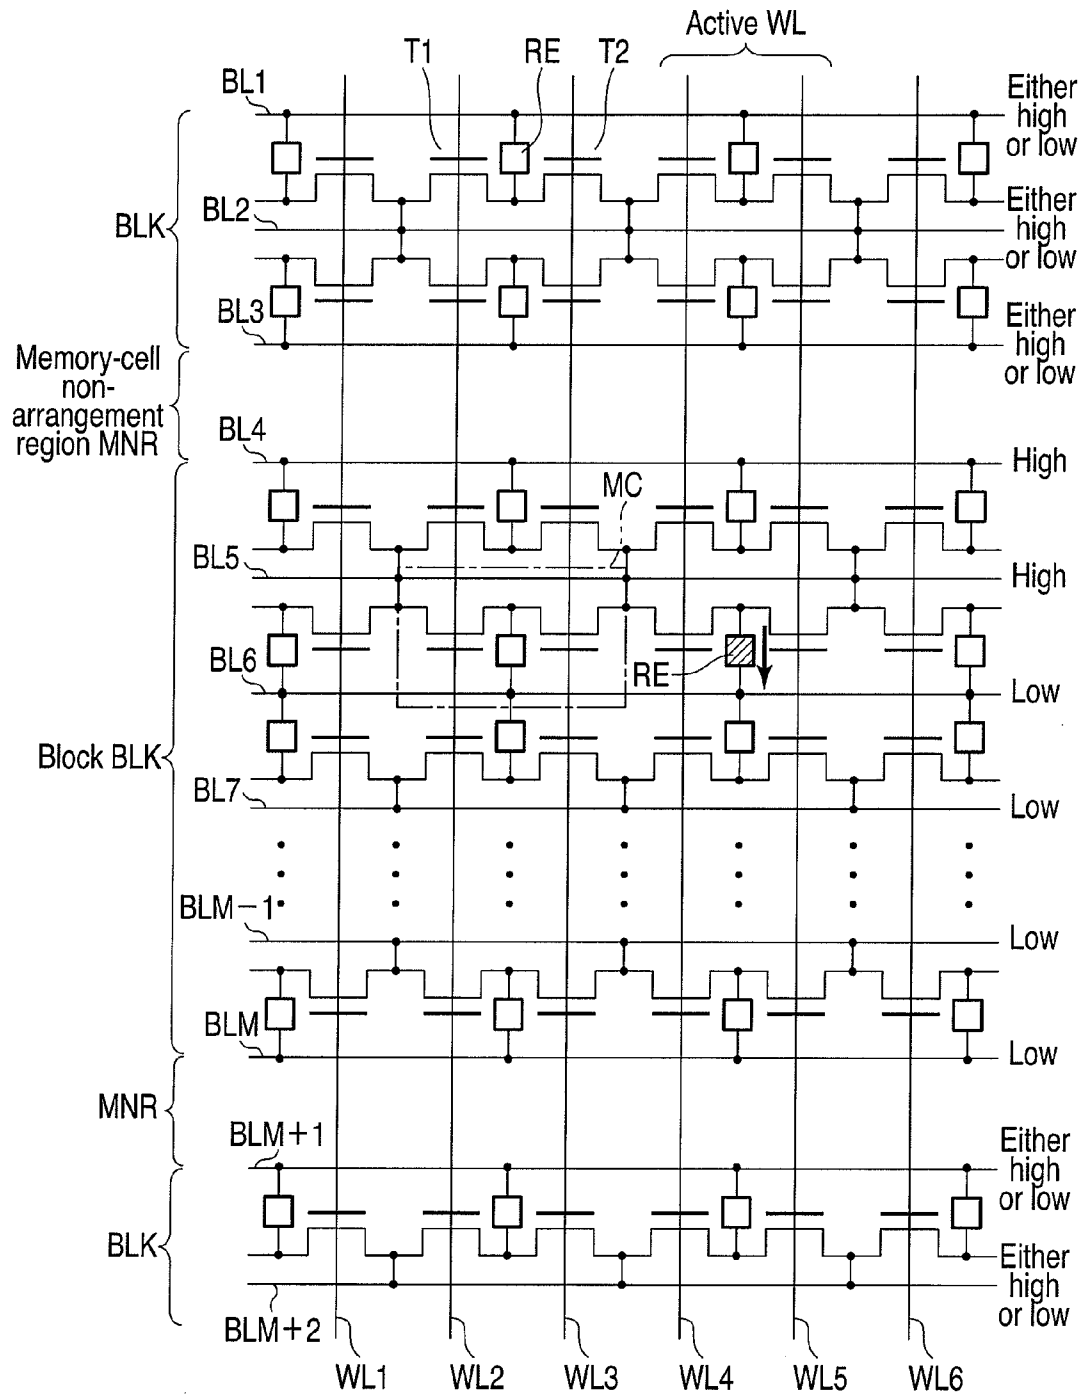 Active WL
T1
RE
T2
BL1
Either
high
or low
BLK
BL2
Either
high
or low
BL3
Either
high
or low
Memory-cell
non-
arrangement
region MNR
BL4
High
MC
BL5
High
BL6
RE
Low
Block BLK
BL7
Low
BLM-1
Low
BLM
Low
MNR
BLM+1
Either
high
or low
BLK
Either
high
or low
BLM+2
WL1
WL2
WL3
WL4
WL5
WL6